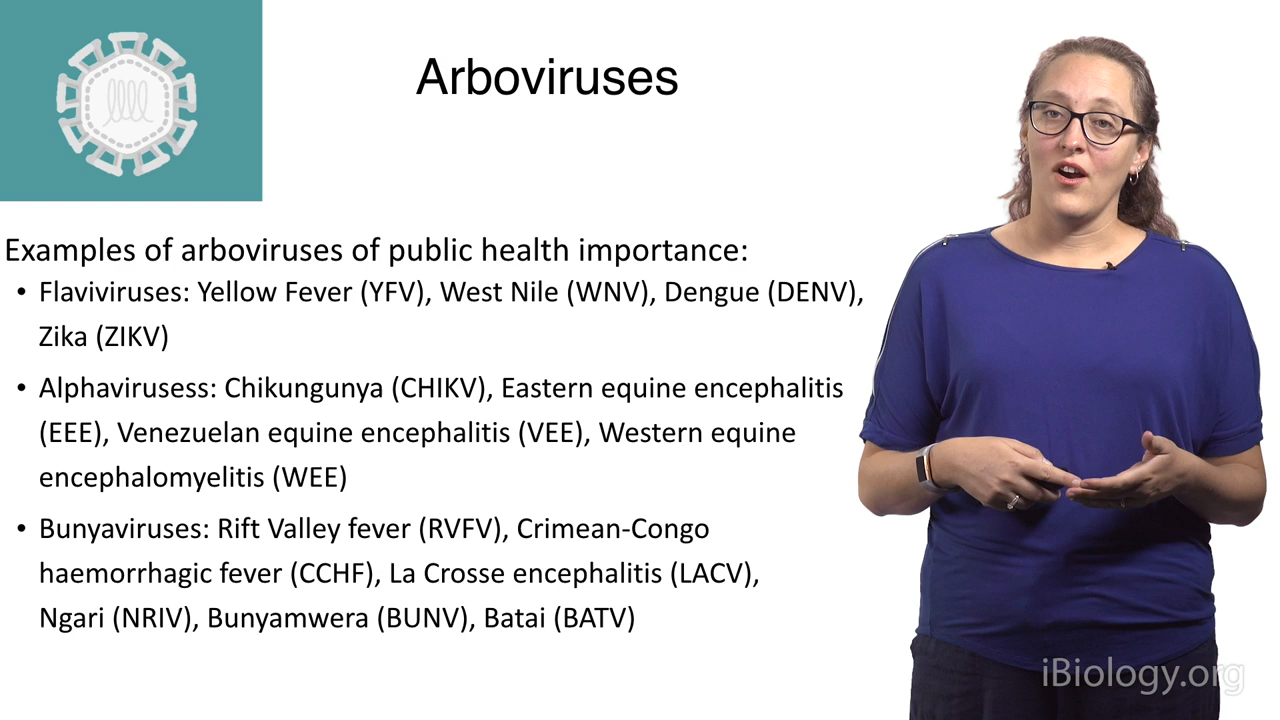 Arboviruses
Examples of arboviruses of public health importance:
• Flaviviruses: Yellow Fever (YFV), West Nile (WNV), Dengue (DENV),
Zika (ZIKV)
• Alphavirusess: Chikungunya (CHIKV), Eastern equine encephalitis
(EEE), Venezuelan equine encephalitis (VEE), Western equine
encephalomyelitis (WEE)
• Bunyaviruses: Rift Valley fever (RVFV), Crimean-Congo
haemorrhagic fever (CCHF), La Crosse encephalitis (LACV),
Ngari (NRIV), Bunyamwera (BUNV), Batai (BATV)
iBiology.org